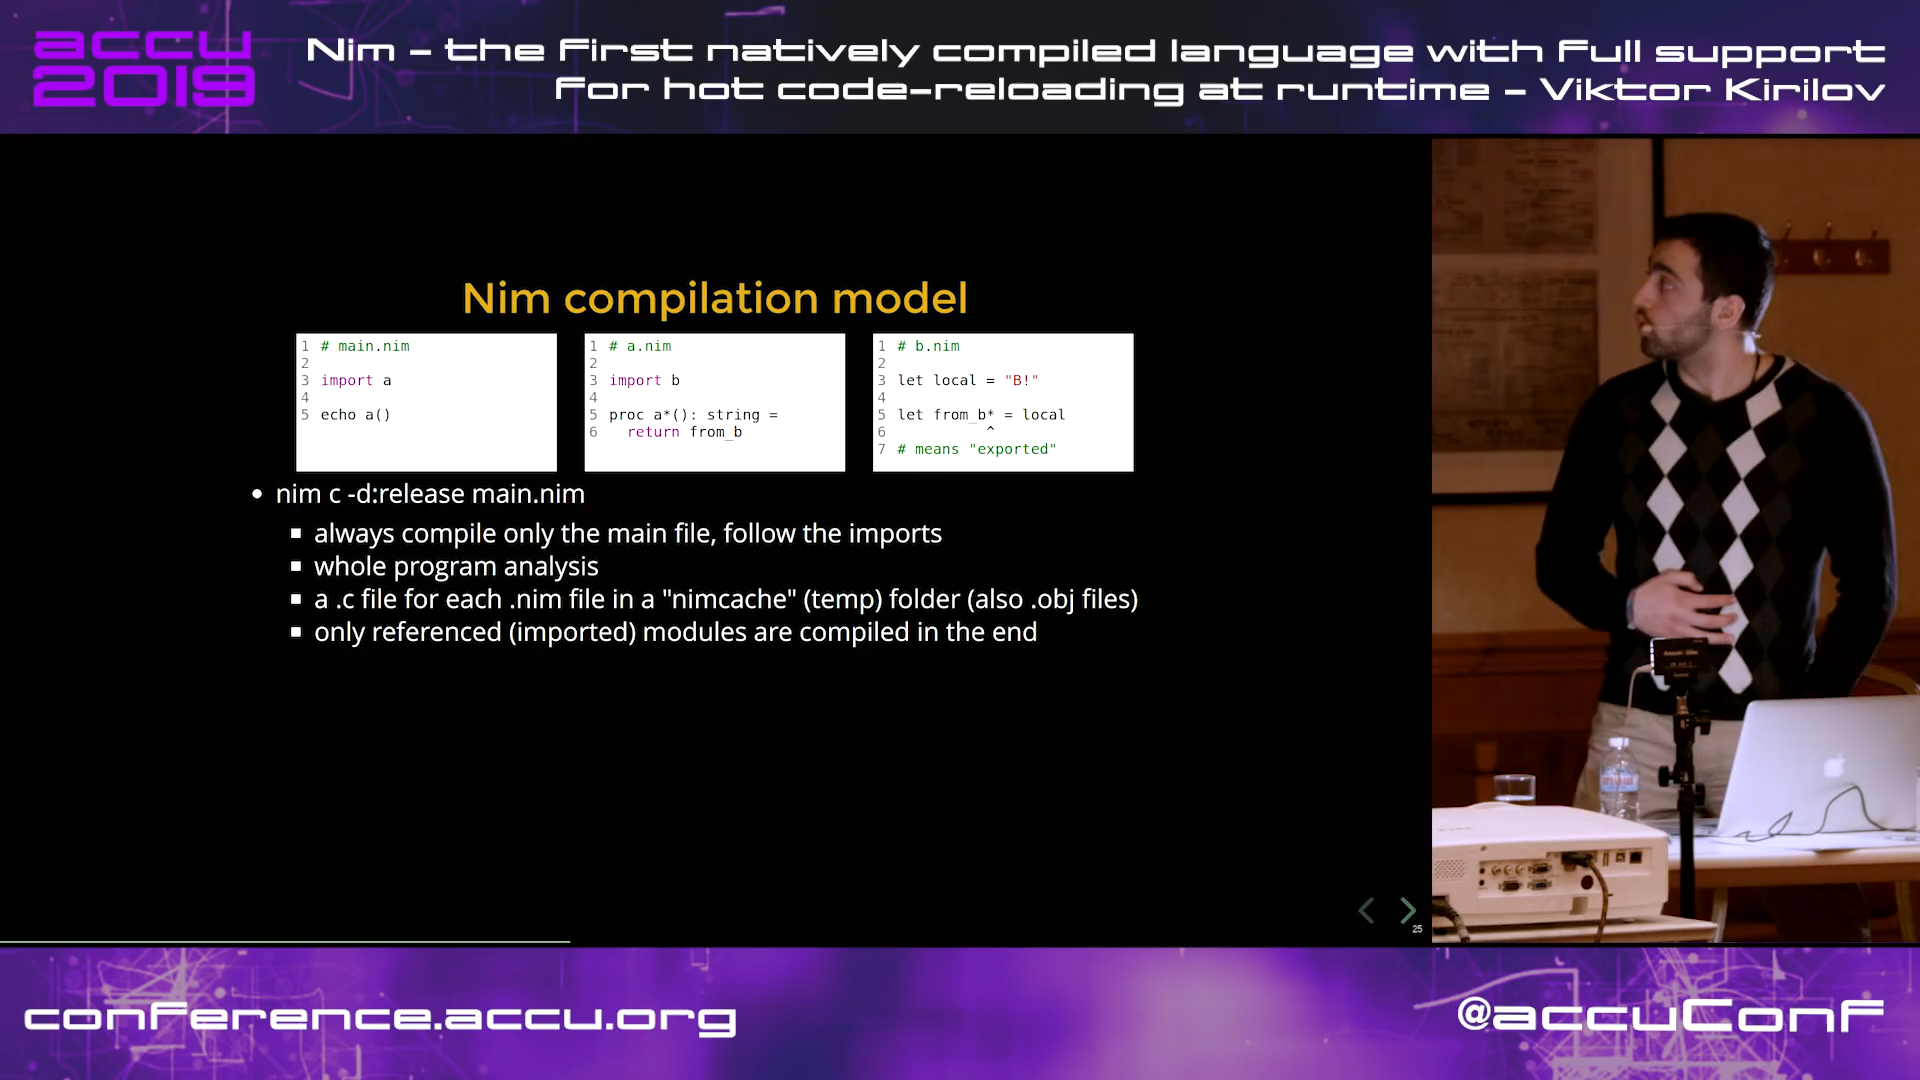 accu
2019
Nim - the first natively compiled language with full support
for hot code-reloading at runtime - Viktor Kirilov
Nim compilation model
1 # main.nim
2
3 import a
4
5 echo a()
1 # a.nim
2
3 import b
4
5 proc a*(): string =
6 return from_b
1 # b.nim
2
3 let local = "B!"
4
5 let from_b* = local
6 ^
7 # means "exported"
nim c -d:release main.nim
always compile only the main file, follow the imports
whole program analysis
a .c file for each .nim file in a "nimcache" (temp) folder (also .obj files)
only referenced (imported) modules are compiled in the end
25
conference.accu.org
@accuConf